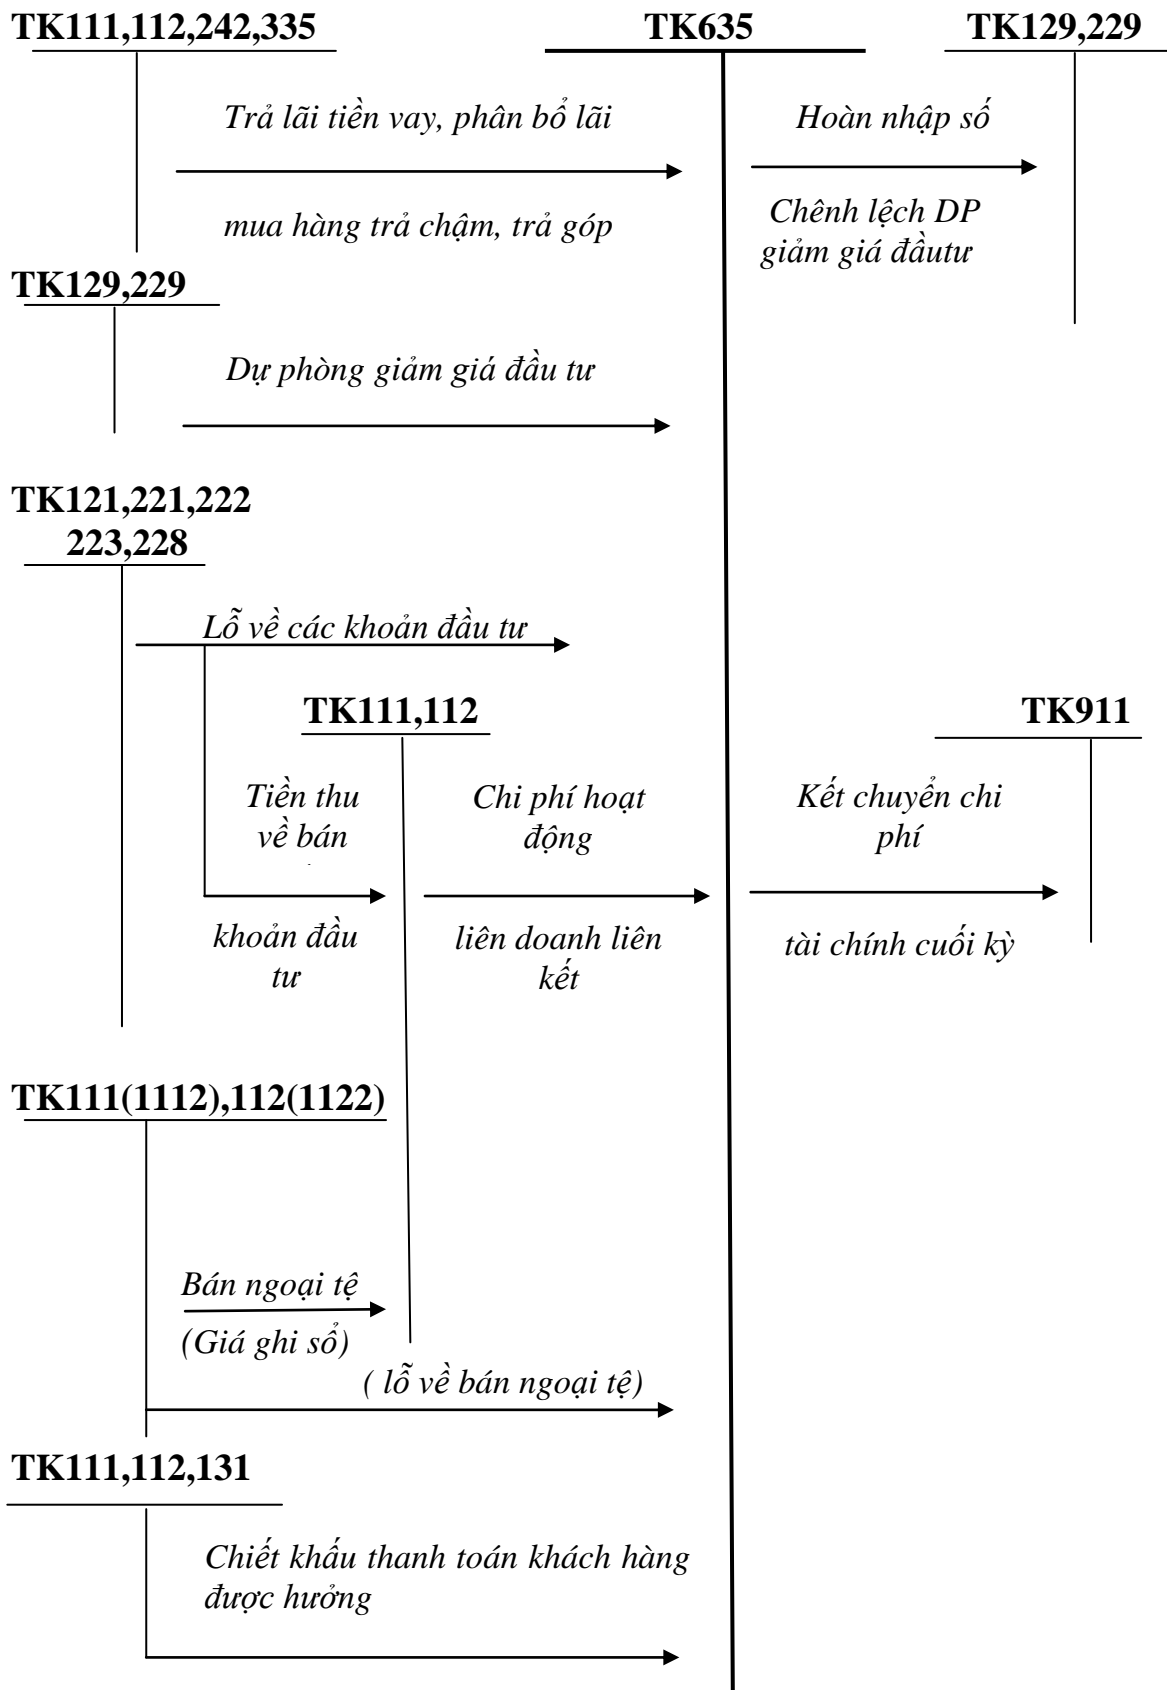 TK111,112,242,335
TK635
TK129,229
Trả lãi tiền vay, phân bổ lãi
Hoàn nhập số
mua hàng trả chậm, trả góp
Chênh lệch DP
giảm giá đầutư
TK129,229
Dự phòng giảm giá đầu tư
TK121,221,222
223,228
Lỗ về các khoản đầu tư
TK111,112
TK911
Tiền thu
về bán
Chi phí hoạt
động
Kết chuyển chi
phí
khoản đầu
tư
liên doanh liên
kết
tài chính cuối kỳ
TK111(1112),112(1122)
Bán ngoại tệ
(Giá ghi sổ)
( lỗ về bán ngoại tệ)
TK111,112,131
Chiết khấu thanh toán khách hàng
được hưởng